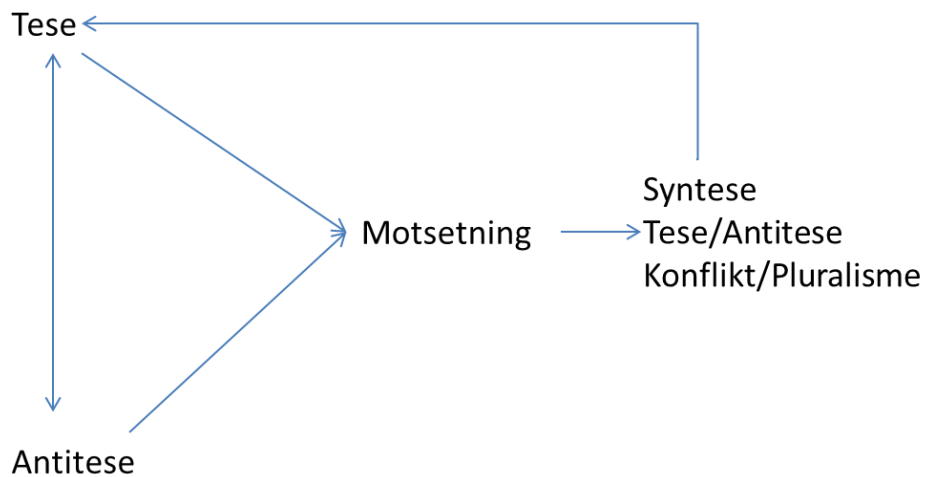 Tese
Syntese
Motsetning
Tese/Antitese
Konflikt/Pluralisme
Antitese